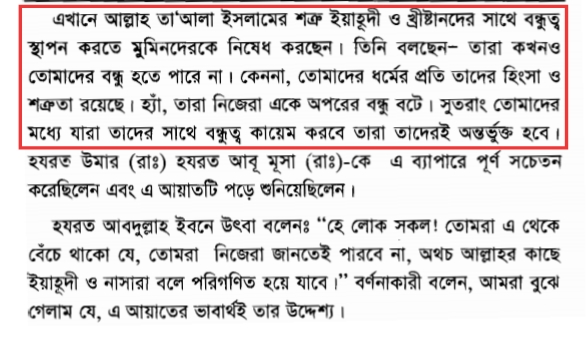 এখানে আল্লাহ তা'আলা ইসলামের শত্রু ইয়াহূদী ও খ্রীষ্টানদের সাথে বন্ধুত্ব
স্থাপন করতে মুমিনদেরকে নিষেধ করছেন। তিনি বলছেন– তারা কখনও
তোমাদের বন্ধু হতে পারে না। কেননা, তোমাদের ধর্মের প্রতি তাদের হিংসা ও
শত্রুতা রয়েছে। হ্যাঁ, তারা নিজেরা একে অপরের বন্ধু বটে। সুতরাং তোমাদের
মধ্যে যারা তাদের সাথে বন্ধুত্ব কায়েম করবে তারা তাদেরই অন্তর্ভুক্ত হবে।
হযরত উমার (রাঃ) হযরত আবূ মূসা (রাঃ)-কে এ ব্যাপারে পূর্ণ সচেতন
করেছিলেন এবং এ আয়াতটি পড়ে শুনিয়েছিলেন।
হযরত আবদুল্লাহ ইবনে উৎবা বলেনঃ “হে লোক সকল! তোমরা এ থেকে
বেঁচে থাকো যে, তোমরা নিজেরা জানতেই পারবে না, অথচ আল্লাহর কাছে
ইয়াহূদী ও নাসারা বলে পরিগণিত হয়ে যাবে।” বর্ণনাকারী বলেন, আমরা বুঝে
গেলাম যে, এ আয়াতের ভাবার্থই তার উদ্দেশ্য।